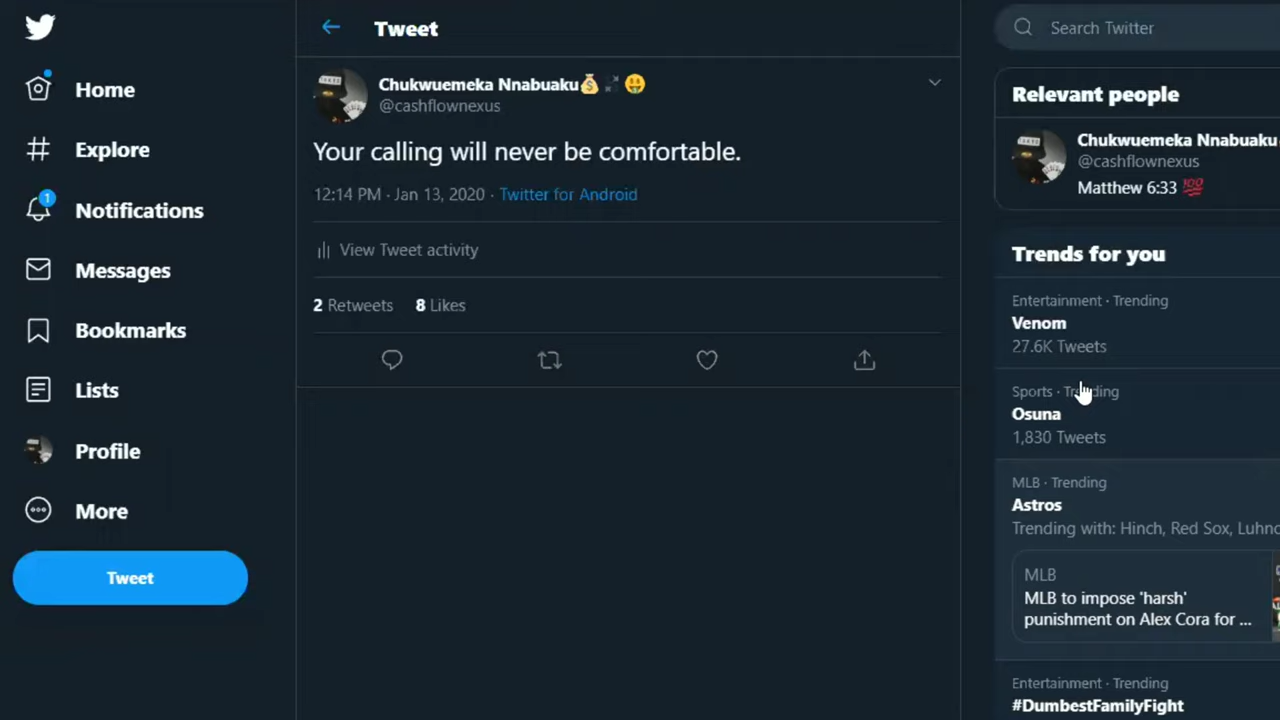 Home
Explore
1
Notifications
Messages
Bookmarks
Lists
Profile
More
Tweet
Tweet
Chukwuemeka Nnabuaku💰🤑
@cashflownexus
Your calling will never be comfortable.
12:14 PM · Jan 13, 2020 · Twitter for Android
View Tweet activity
2 Retweets 8 Likes
Search Twitter
Relevant people
Chukwuemeka Nnabuaku
@cashflownexus
Matthew 6:33 💯
Trends for you
Entertainment · Trending
Venom
27.6K Tweets
Sports · Trending
Osuna
1,830 Tweets
MLB · Trending
Astros
Trending with: Hinch, Red Sox, Luhno
MLB
MLB to impose 'harsh'
punishment on Alex Cora for ...
Entertainment · Trending
#DumbestFamilyFight